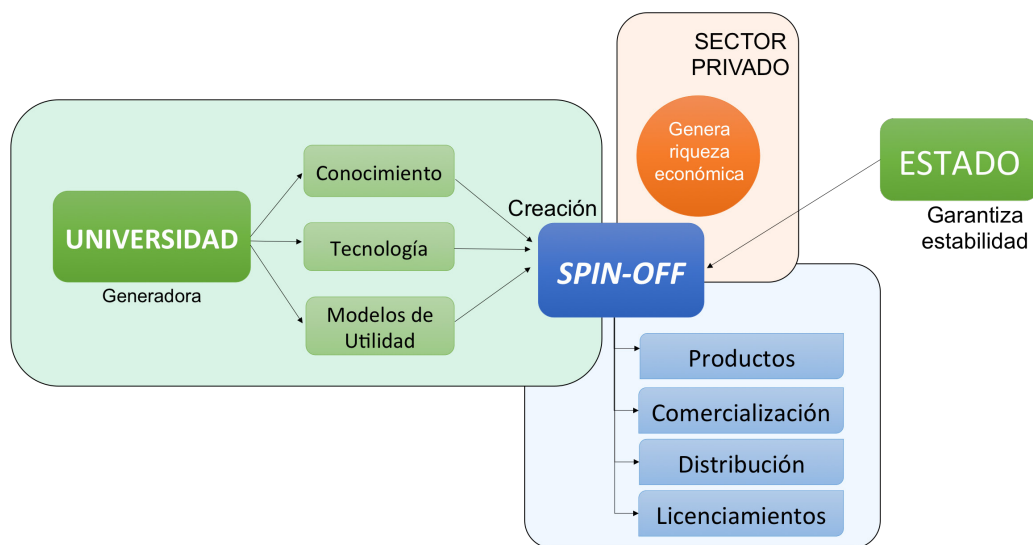 SECTOR
PRIVADO
Genera
riqueza
económica
ESTADO
Garantiza
estabilidad
UNIVERSIDAD
Generadora
Conocimiento
Tecnología
Modelos de
Utilidad
Creación
SPIN-OFF
Productos
Comercialización
Distribución
Licenciamientos